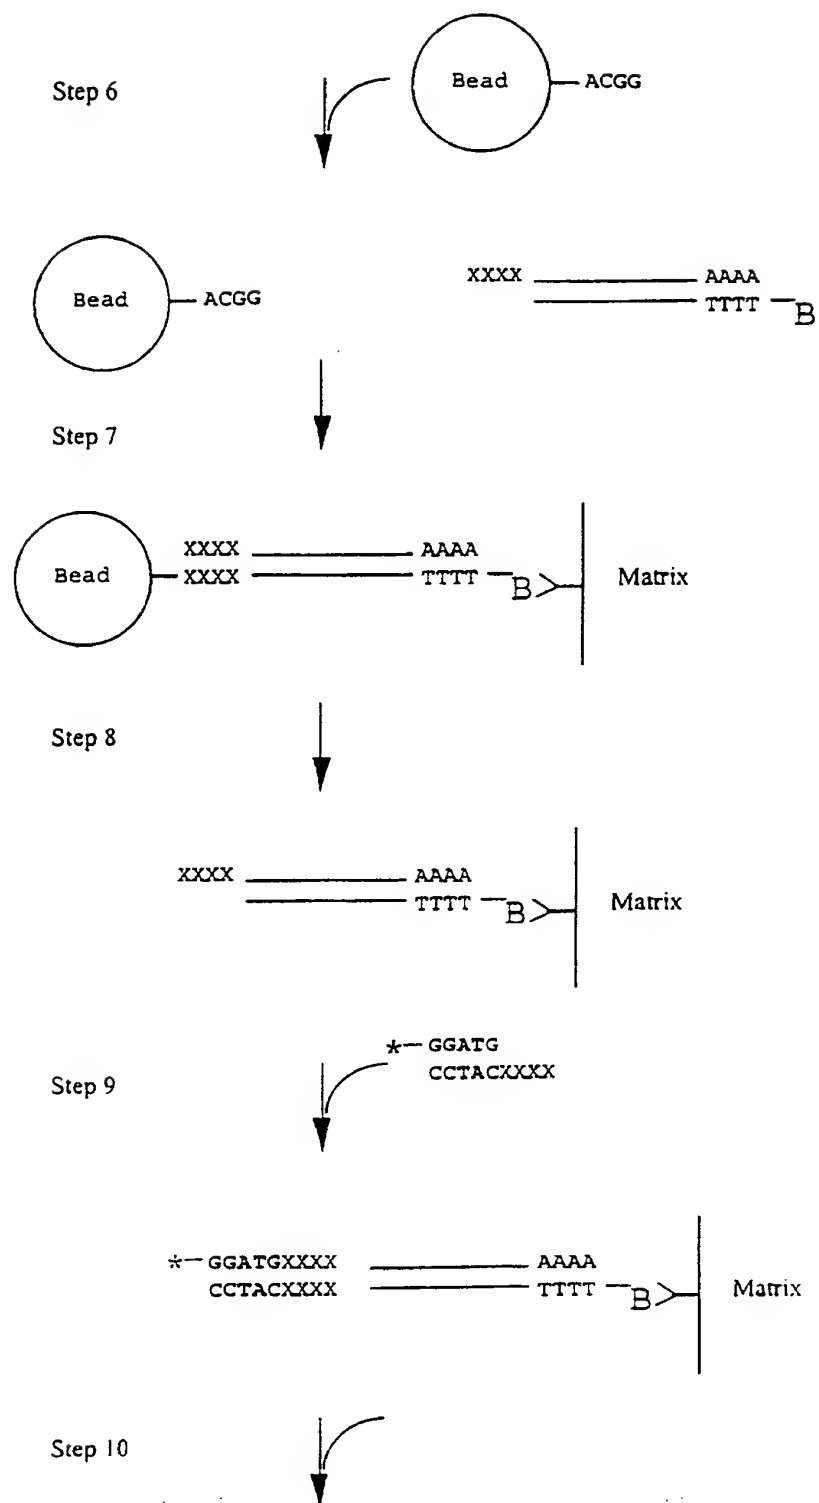 Step 6
Bead ACGG
Bead ACGG
XXXX AAAA
TTTT B
Step 7
Bead
XXXX AAAA
XXXX TTTT B
Matrix
Step 8
XXXX AAAA
TTTT B
Matrix
Step 9
*— GGATG
CCTACXXXX
*— GGATGXXXX AAAA
CCTACXXXX TTTT B
Matrix
Step 10